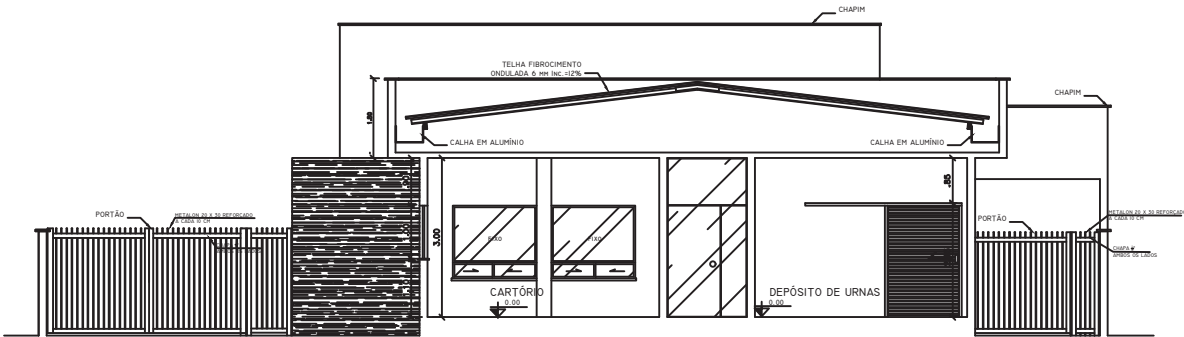 CHAPIM
TELHA FIBROCIMENTO
ONDULADA 6 MM INC.=12%
CHAPIM
1.50
CALHA EM ALUMÍNIO
CALHA EM ALUMÍNIO
.85
PORTÃO
METALON 20 X 30 REFORÇADO
A CADA 10 CM
3.00
FIXO
FIXO
PORTÃO
METALON 20 X 30 REFORÇADO
A CADA 10 CM
AMBOS OS LADOS
CARTÓRIO
0.00
DEPÓSITO DE URNAS
0.00